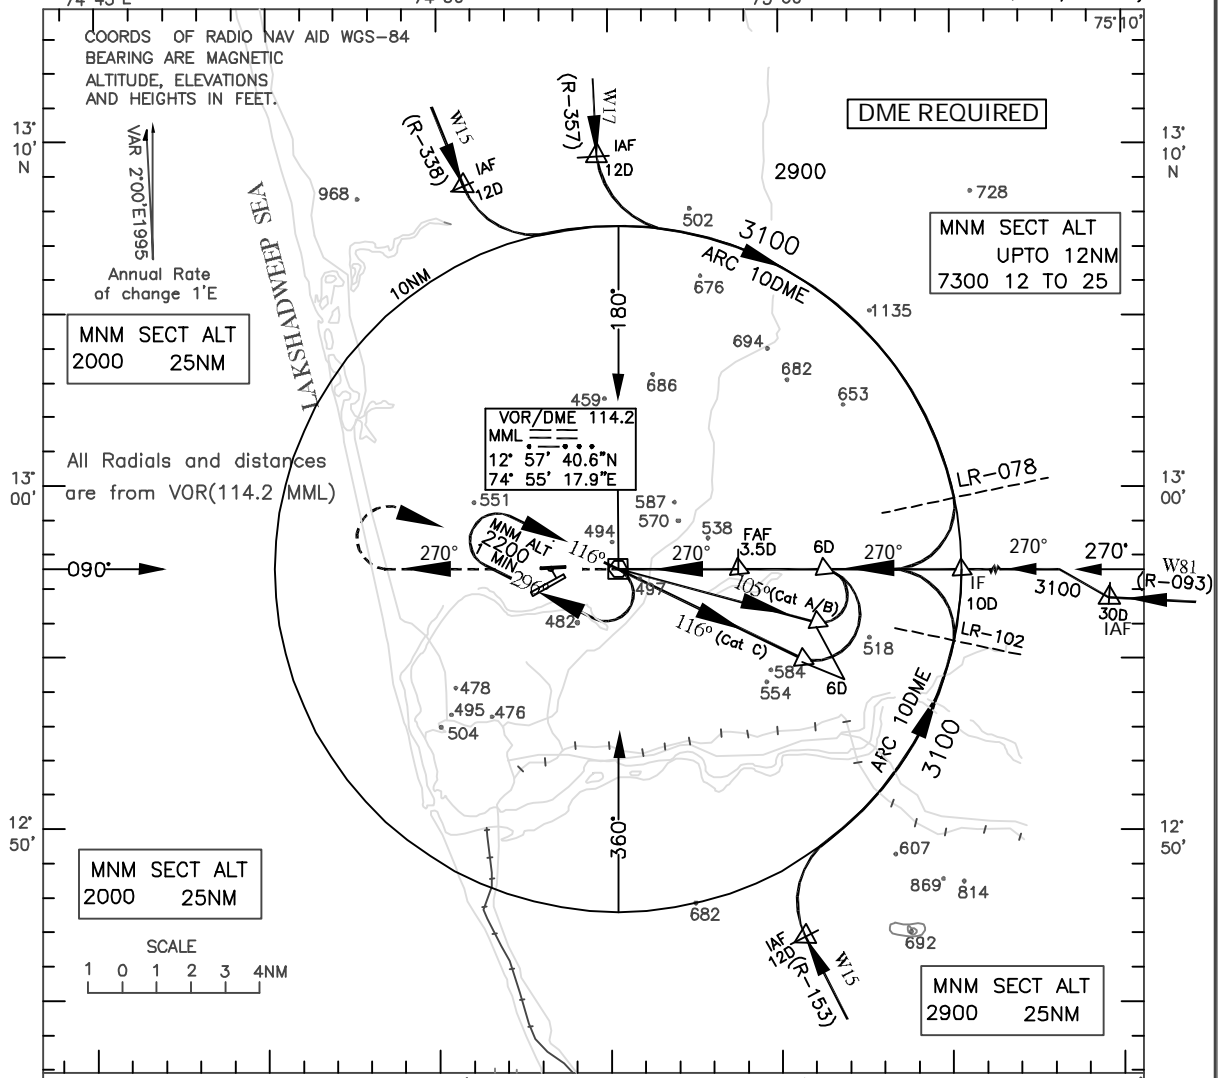 75°10'
COORDS OF RADIO NAV AID WGS-84
BEARING ARE MAGNETIC
ALTITUDE, ELEVATIONS
AND HEIGHTS IN FEET.
VAR 2°00'E1995
Annual Rate
of change 1'E
13°
10'
N
13°
10'
N
MNM SECT ALT
2000 25NM
LAKSHADWEEP SEA
968
W15
(R-338)
IAF
12D
W17
(R-357)
IAF
12D
DME REQUIRED
2900
728
502
3100
ARC 10DME
MNM SECT ALT
UPTO 12NM
7300 12 TO 25
10NM
180°
676
1135
694
682
686
653
459
VOR/DME 114.2
MML
12° 57' 40.6"N
74° 55' 17.9"E
All Radials and distances
are from VOR(114.2 MML)
13°
00'
13°
00'
LR-078
551
587
570
538
494
MNM ALT
2200
1 MIN
116°
296°
FAF
3.5D
6D
090°
270°
270°
270°
270°
270°
W81
(R-093)
3100
30D
IAF
IF
10D
497
105° (Cat A/B)
116° (Cat C)
482
LR-102
518
584
554
6D
478
495
476
504
ARC 10DME
3100
360°
12°
50'
12°
50'
607
869
814
682
692
MNM SECT ALT
2000 25NM
SCALE
1 0 1 2 3 4NM
IAF
12D
(R-153)
W15
MNM SECT ALT
2900 25NM